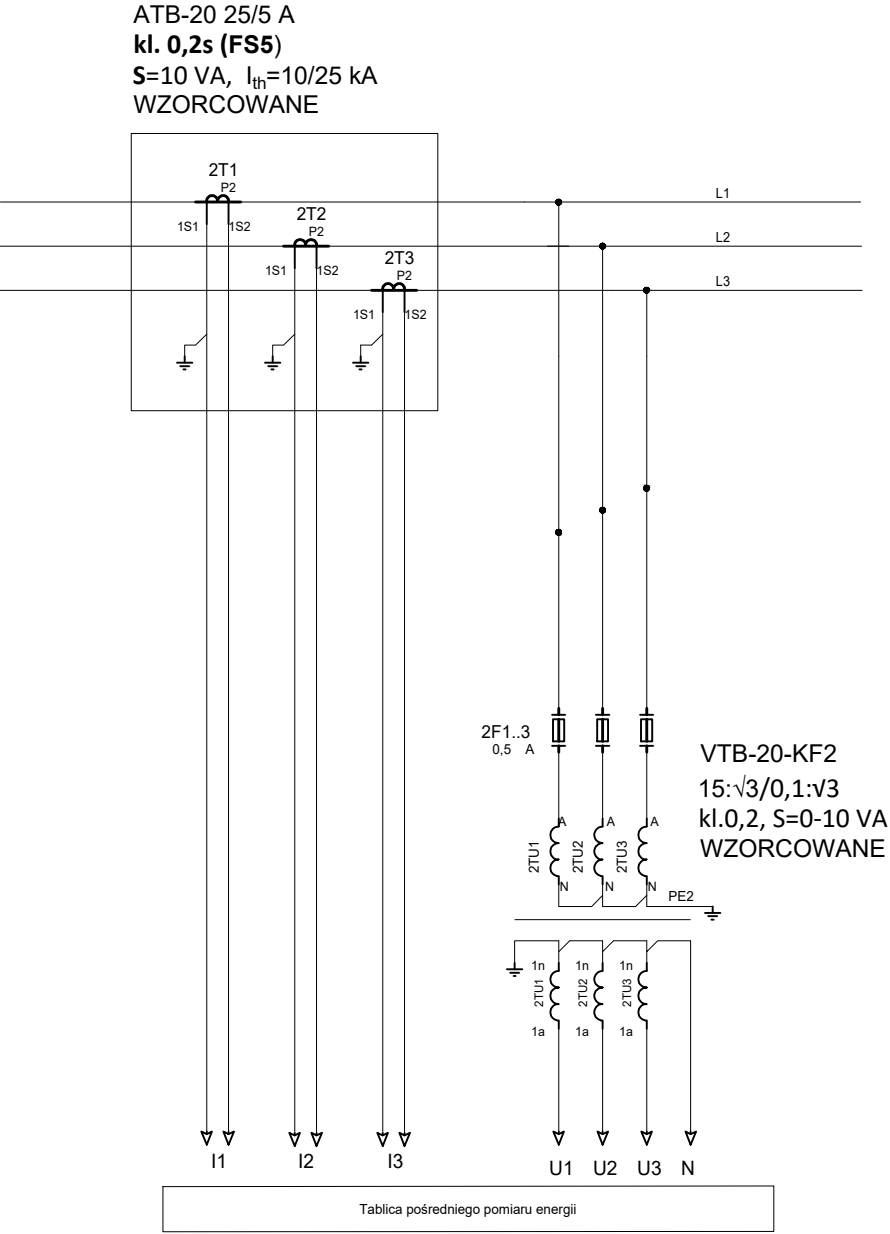 ATB-20 25/5 A
kl. 0,2s (FS5)
S=10 VA, Ith=10/25 kA
WZORCOWANE
2T1
P2
L1
1S1 1S2
2T2
P2
L2
1S1 1S2
2T3
P2
L3
1S1 1S2
2F1..3
0,5 A
VTB-20-KF2
15:√3/0,1:√3
kl.0,2, S=0-10 VA
WZORCOWANE
A A A
2TU1 2TU2 2TU3
N N N
PE2
1n 1n 1n
2TU1 2TU2 2TU3
1a 1a 1a
I1 I2 I3 U1 U2 U3 N
Tablica pośredniego pomiaru energii